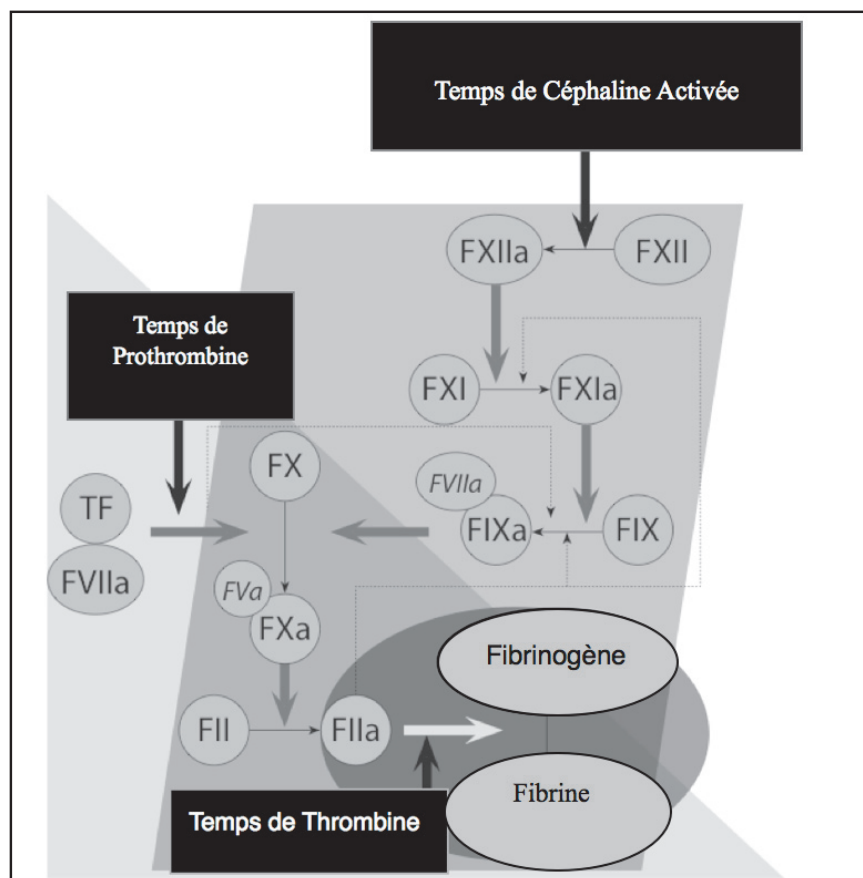 Temps de Céphaline Activée
FXIIa
FXII
Temps de
Prothrombine
FXI
FXIa
FX
FVIIa
TF
FIXa
FIX
FVIIa
FVa
FXa
Fibrinogène
FII
FIIa
Fibrine
Temps de Thrombine